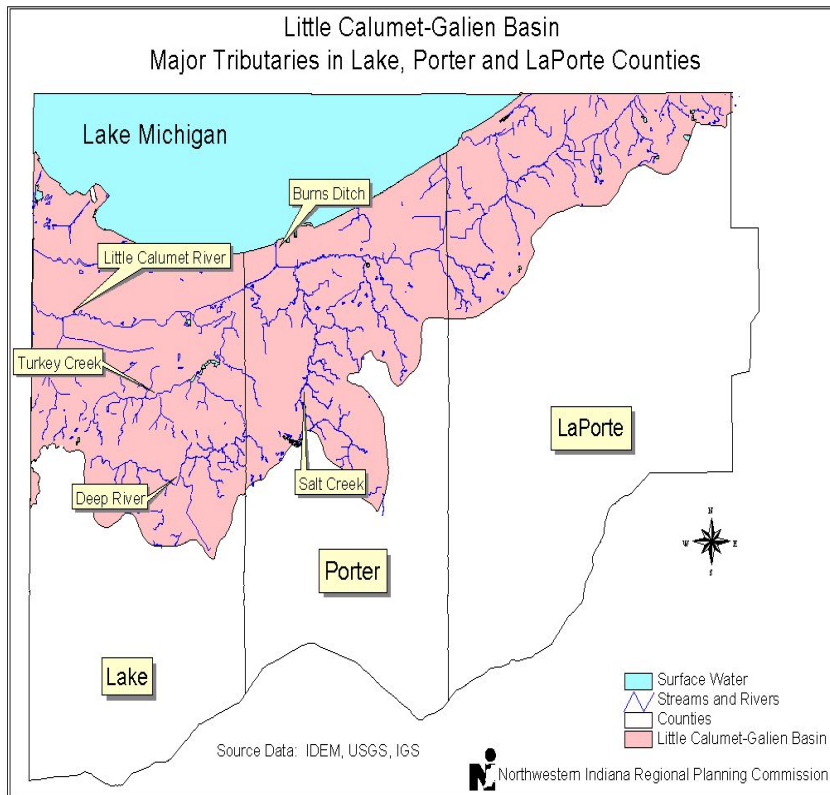 Little Calumet-Galien Basin
Major Tributaries in Lake, Porter and LaPorte Counties
Lake Michigan
Burns Ditch
Little Calumet River
Turkey Creek
LaPorte
Deep River
Salt Creek
N
W E
S
Porter
Lake
Surface Water
Streams and Rivers
Counties
Little Calumet-Galien Basin
Source Data: IDEM, USGS, IGS
Northwestern Indiana Regional Planning Commission